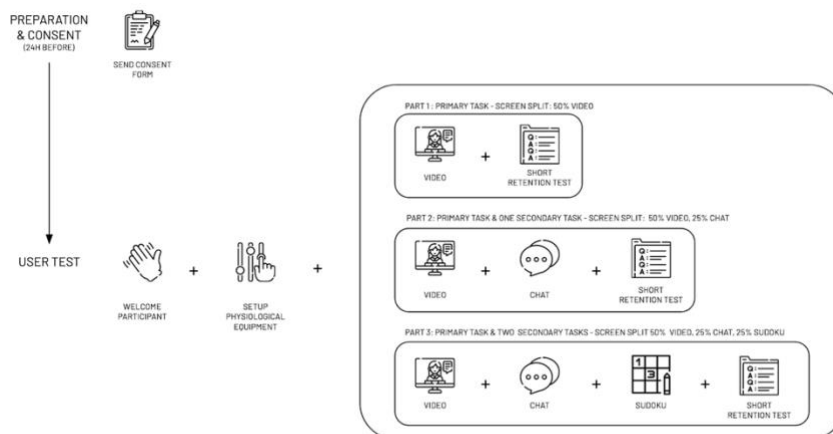 PREPARATION
& CONSENT
(24H BEFORE)
SEND CONSENT
FORM
USER TEST
+
+
WELCOME
PARTICIPANT
SETUP
PHYSIOLOGICAL
EQUIPMENT
PART 1: PRIMARY TASK - SCREEN SPLIT: 50% VIDEO
+
Q:
A:
Q:
A:
VIDEO
SHORT
RETENTION TEST
PART 2: PRIMARY TASK & ONE SECONDARY TASK - SCREEN SPLIT: 50% VIDEO, 25% CHAT
+
+
Q:
A:
Q:
A:
VIDEO
CHAT
SHORT
RETENTION TEST
PART 3: PRIMARY TASK & TWO SECONDARY TASKS - SCREEN SPLIT 50% VIDEO, 25% CHAT, 25% SUDOKU
+
+
1
3
+
Q:
A:
Q:
A:
VIDEO
CHAT
SUDOKU
SHORT
RETENTION TEST